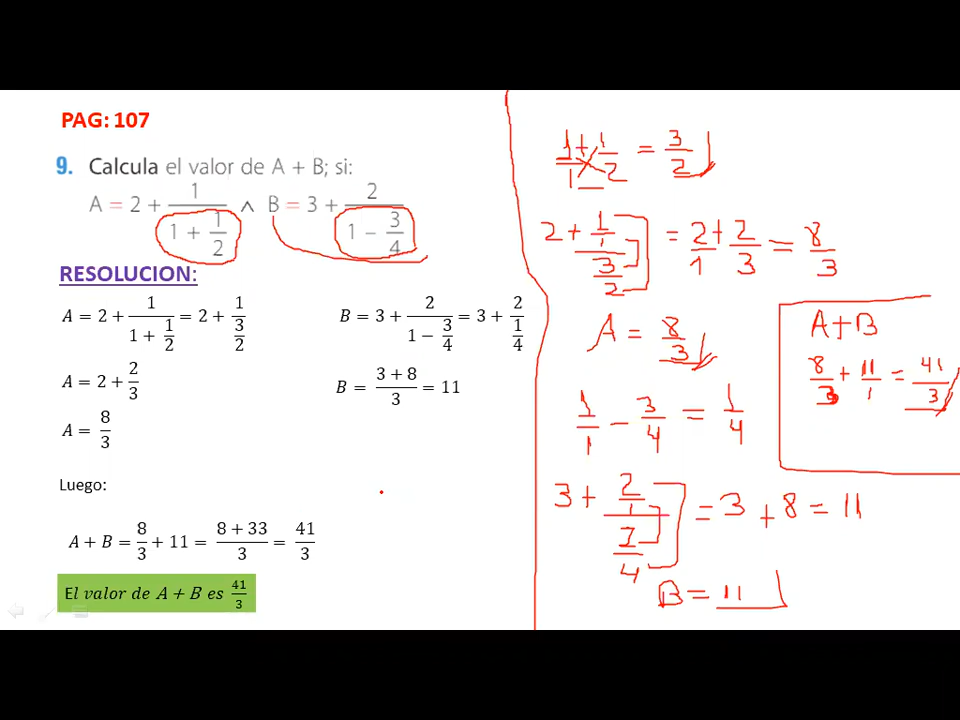 PAG: 107
9. Calcula el valor de A + B; si:
A = 2 + 1/(1 + 1/2) ∧ B = 3 + 2/(1 − 3/4)
RESOLUCION:
A = 2 + 1/(1 + 1/2) = 2 + 1/(3/2)
A = 2 + 2/3
A = 8/3
B = 3 + 2/(1 − 3/4) = 3 + 2/(1/4)
B = (3 + 8)/3 = 11
Luego:
A + B = 8/3 + 11 = (8 + 33)/3 = 41/3
El valor de A + B es 41/3
1/1 + 1/2 = 3/2
2 + (1/1)/(3/2) = 2/1 + 2/3 = 8/3
A = 8/3
1/1 − 3/4 = 1/4
3 + (2/1)/(1/4) = 3 + 8 = 11
B = 11
A+B
8/3 + 11/1 = 41/3